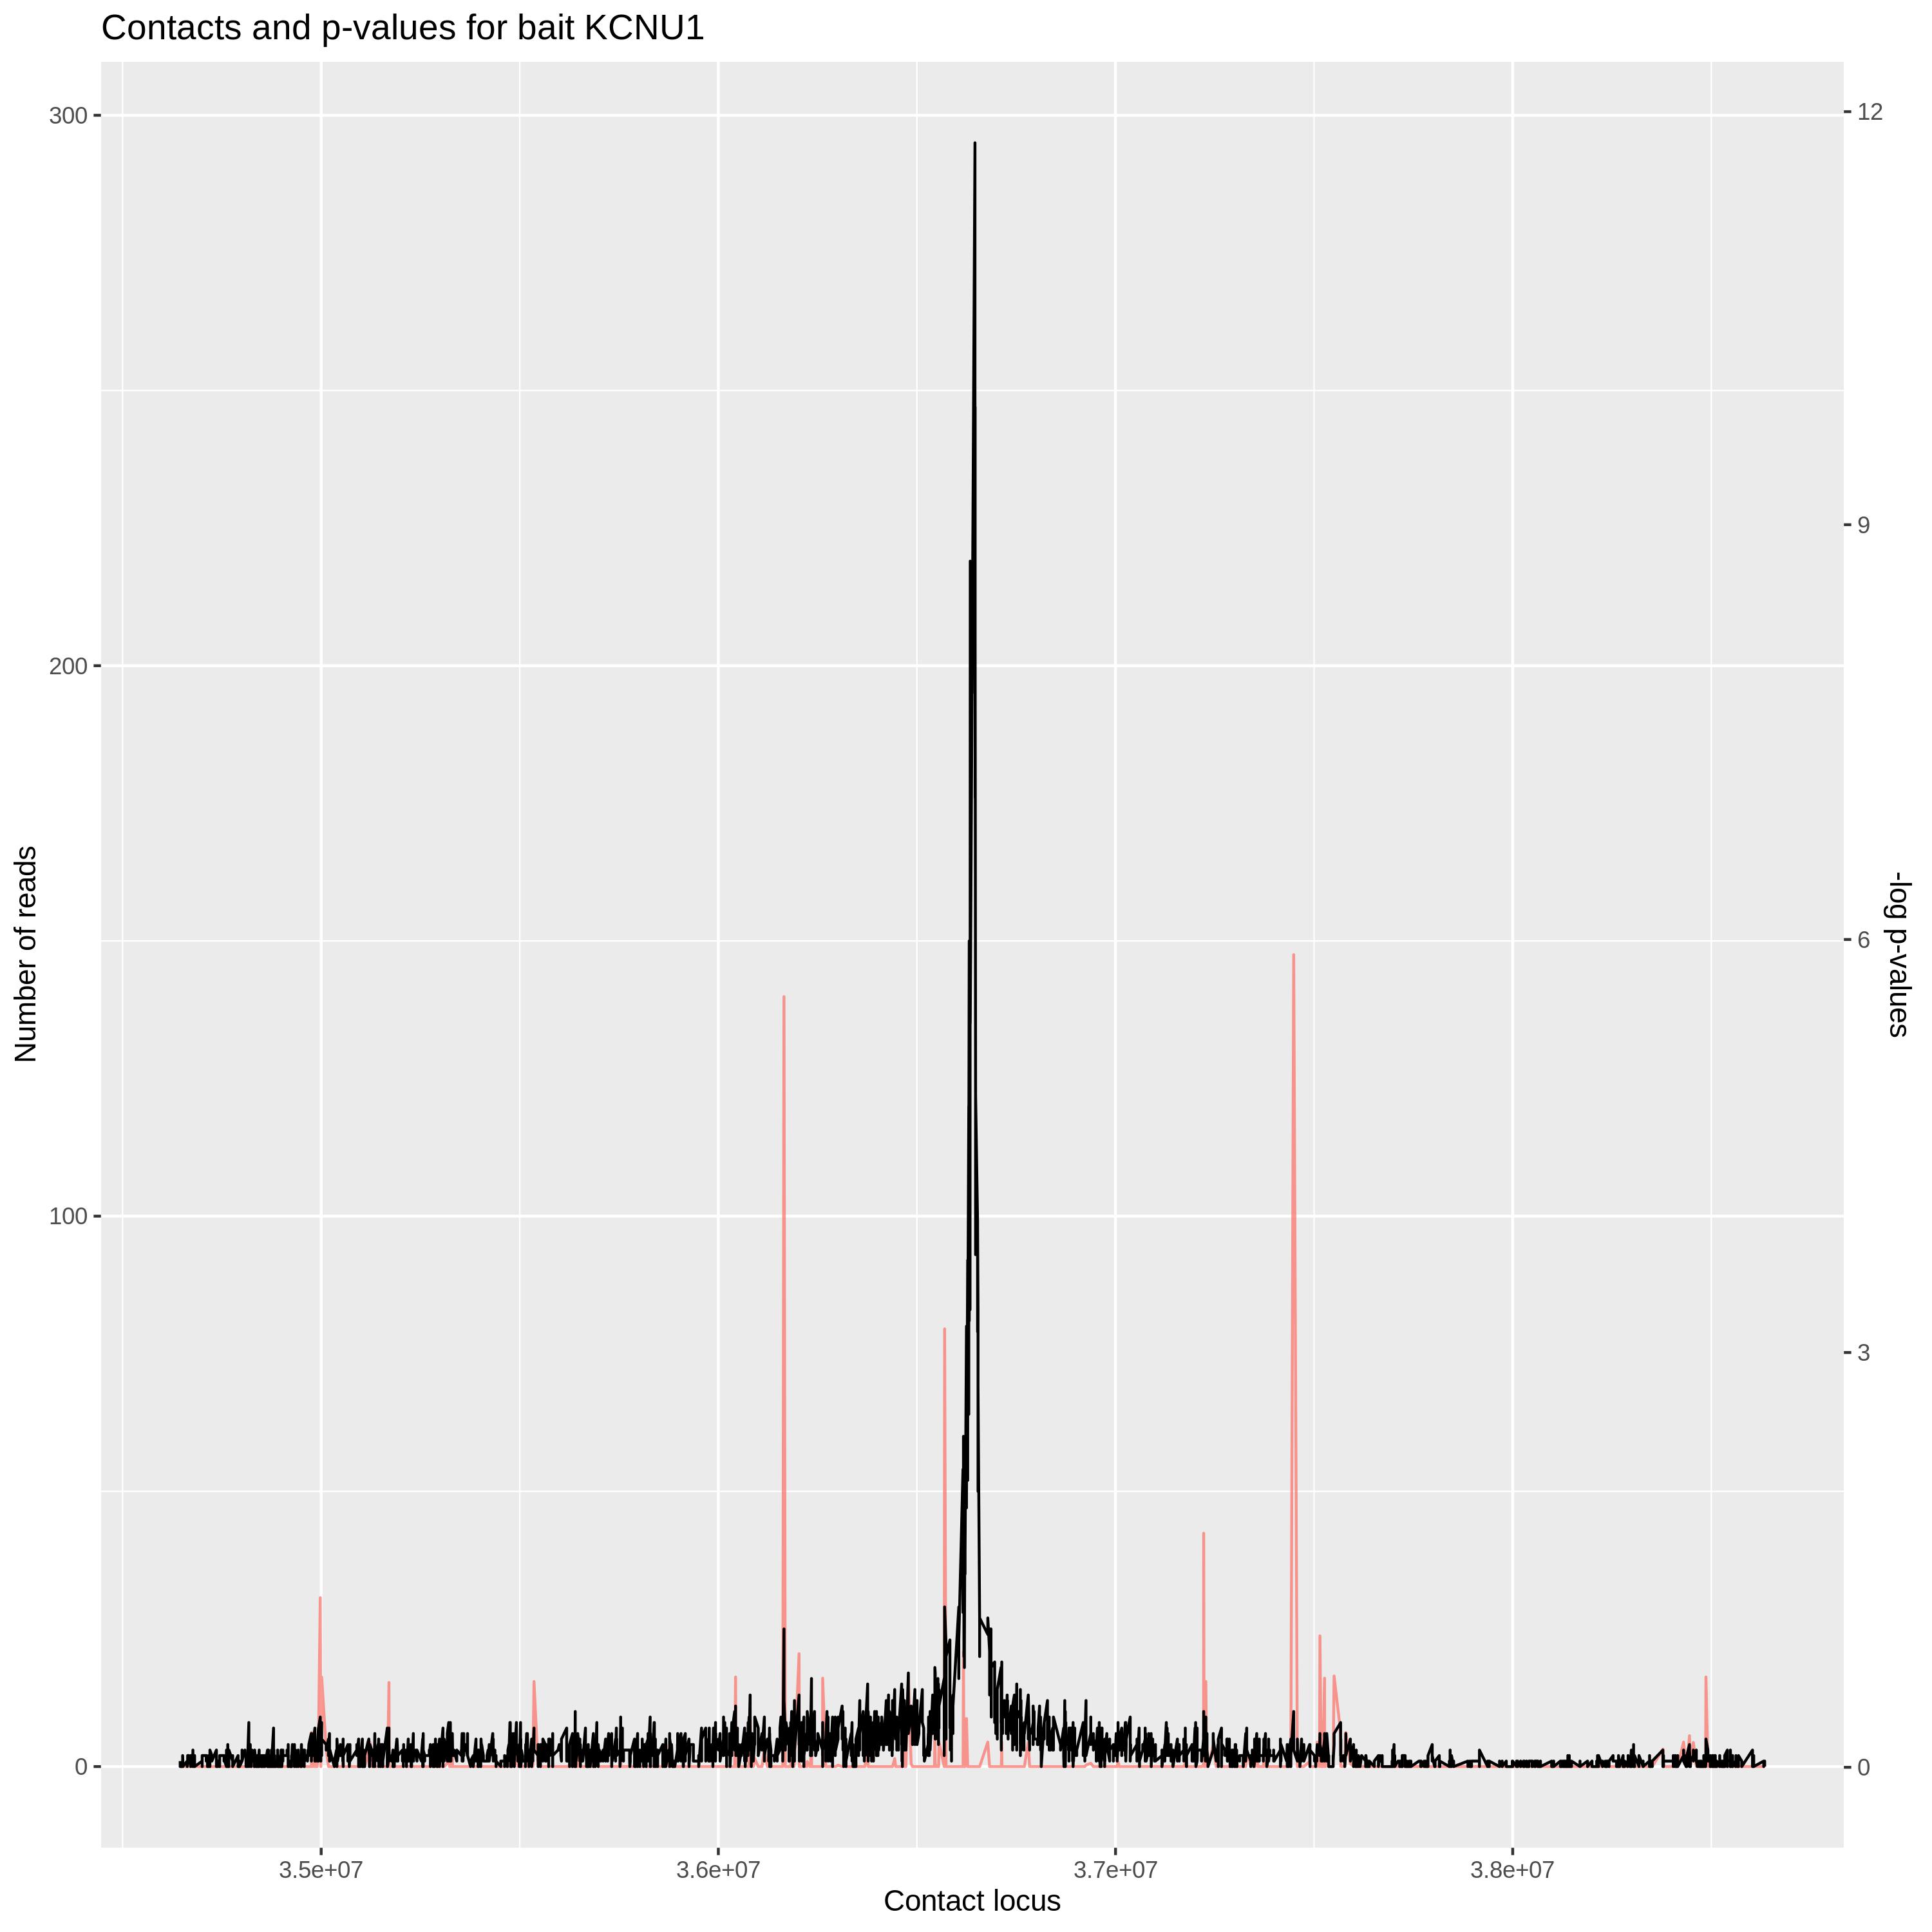 Contacts and p-values for bait KCNU1
300
200
100
0
Number of reads
12
9
6
3
0
-log p-values
3.5e+07
3.6e+07
3.7e+07
3.8e+07
Contact locus